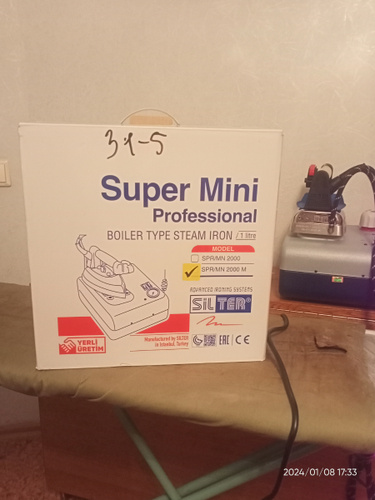 31-5
Super Mini
Professional
BOILER TYPE STEAM IRON / 1 litre
MODEL
SPR/MN 2000
SPR/MN 2000 M
ADVANCED IRONING SYSTEMS
SiLTER
YERLİ
ÜRETİM
Manufactured by SILTER
in Istanbul, Turkey
EAC
CE
2024/01/08 17:33